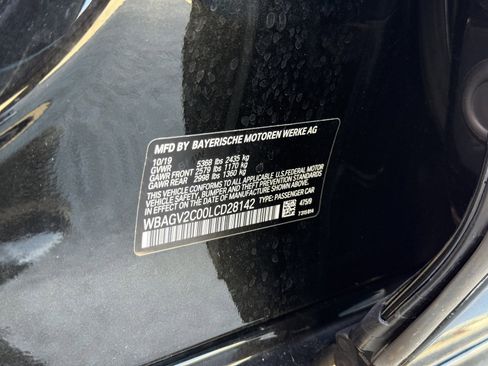 MFD BY BAYERISCHE MOTOREN WERKE AG
10/19
GVWR 5368 lbs 2435 kg
GAWR FRONT 2579 lbs 1170 kg
GAWR REAR 2998 lbs 1360 kg
THIS VEHICLE CONFORMS TO ALL APPLICABLE U.S.FEDERAL MOTOR
VEHICLE SAFETY, BUMPER, AND THEFT PREVENTION STANDARDS
IN EFFECT ON THE DATE OF MANUFACTURE SHOWN ABOVE.
WBAGV2C00LCD28142 TYPE: PASSENGER CAR
475/9